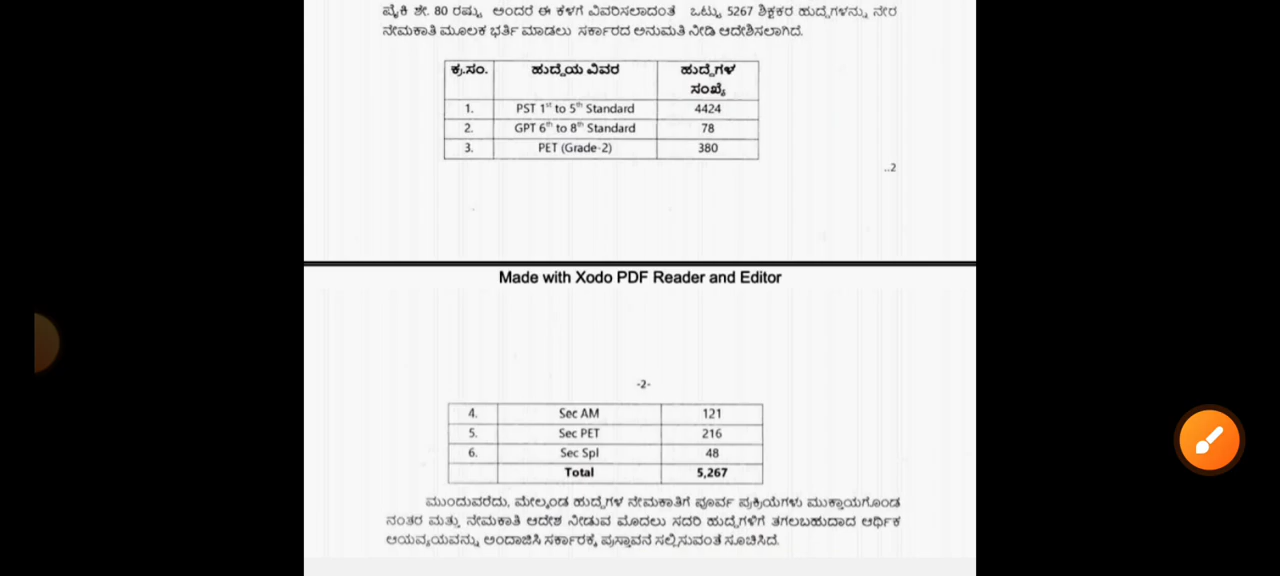 ಪೈಕಿ ಶೇ. 80 ರಷ್ಟು ಅಂದರೆ ಈ ಕೆಳಗೆ ವಿವರಿಸಲಾದಂತೆ ಒಟ್ಟು 5267 ಶಿಕ್ಷಕರ ಹುದ್ದೆಗಳನ್ನು ನೇರ
ನೇಮಕಾತಿ ಮೂಲಕ ಭರ್ತಿ ಮಾಡಲು ಸರ್ಕಾರದ ಅನುಮತಿ ನೀಡಿ ಆದೇಶಿಸಲಾಗಿದೆ.
ಕ್ರ.ಸಂ. ಹುದ್ದೆಯ ವಿವರ ಹುದ್ದೆಗಳ
ಸಂಖ್ಯೆ
1. PST 1st to 5th Standard 4424
2. GPT 6th to 8th Standard 78
3. PET (Grade-2) 380
..2
Made with Xodo PDF Reader and Editor
-2-
4. Sec AM 121
5. Sec PET 216
6. Sec Spl 48
Total 5,267
ಮುಂದುವರೆದು, ಮೇಲ್ಕಂಡ ಹುದ್ದೆಗಳ ನೇಮಕಾತಿಗೆ ಪೂರ್ವ ಪ್ರಕ್ರಿಯೆಗಳು ಮುಕ್ತಾಯಗೊಂಡ
ನಂತರ ಮತ್ತು ನೇಮಕಾತಿ ಆದೇಶ ನೀಡುವ ಮೊದಲು ಸದರಿ ಹುದ್ದೆಗಳಿಗೆ ತಗಲಬಹುದಾದ ಆರ್ಥಿಕ
ಆಯವ್ಯಯವನ್ನು ಅಂದಾಜಿಸಿ ಸರ್ಕಾರಕ್ಕೆ ಪ್ರಸ್ತಾವನೆ ಸಲ್ಲಿಸುವಂತೆ ಸೂಚಿಸಿದೆ.